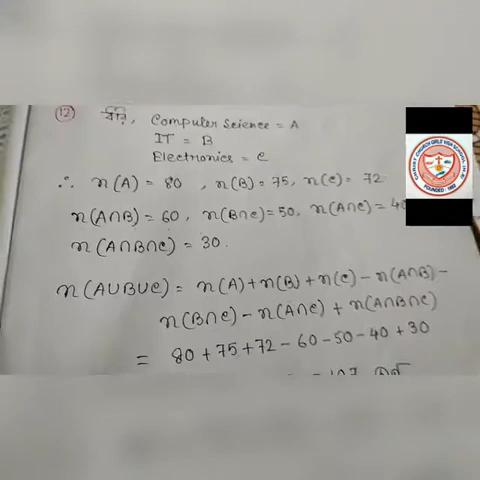 (12) ধরি, Computer Science = A
IT = B
Electronics = C
∴ n(A) = 80 , n(B) = 75, n(C) = 72
n(A∩B) = 60, n(B∩C) = 50, n(A∩C) = 40
n(A∩B∩C) = 30.
n(A∪B∪C) = n(A) + n(B) + n(C) - n(A∩B) -
n(B∩C) - n(A∩C) + n(A∩B∩C)
= 80 + 75 + 72 - 60 - 50 - 40 + 30